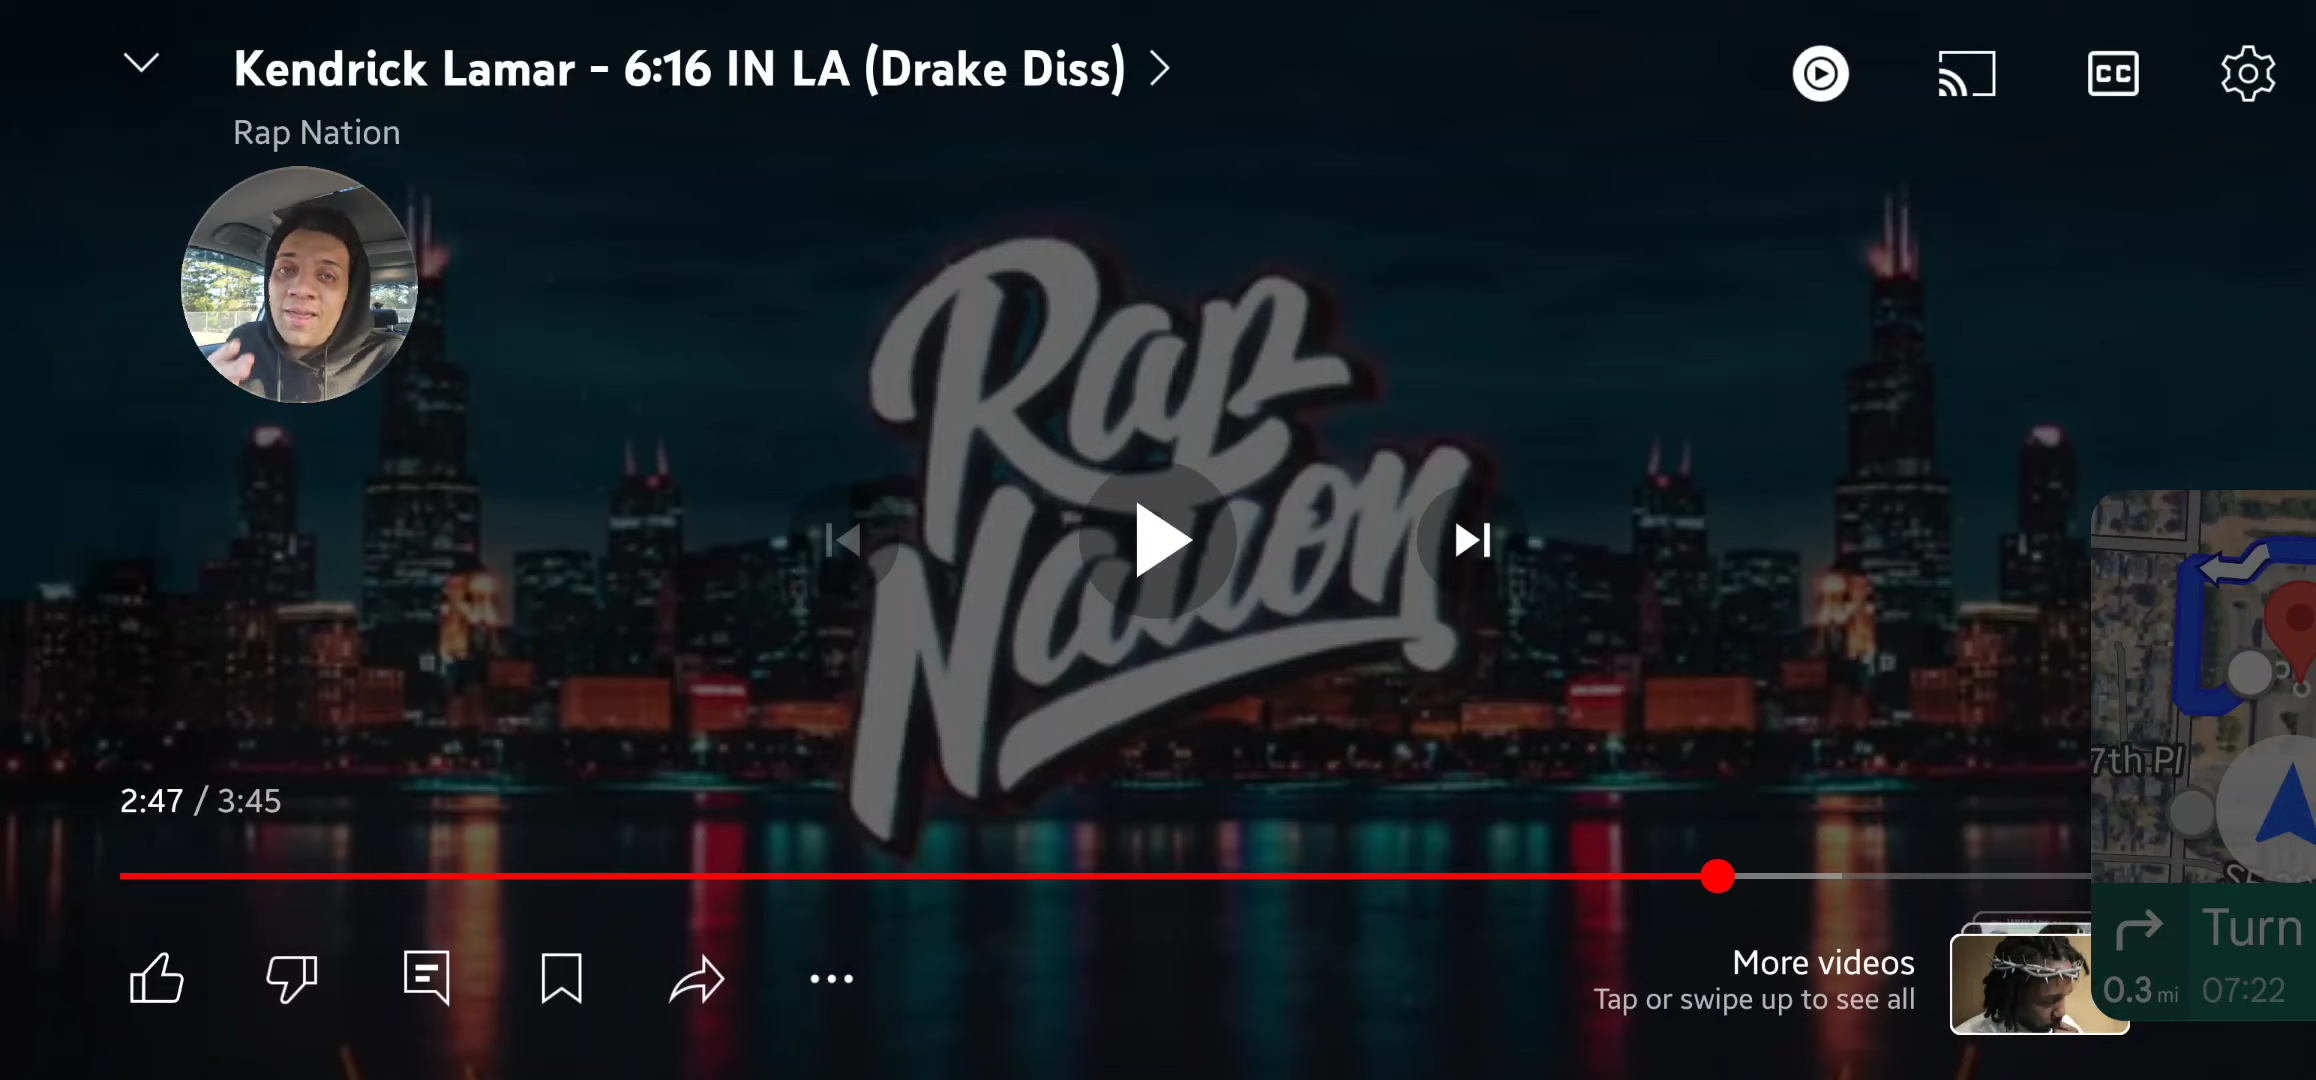 Kendrick Lamar - 6:16 IN LA (Drake Diss)
Rap Nation
CC
Rap
Nation
7th Pl
2:47 / 3:45
More videos
Tap or swipe up to see all
Turn
0.3 mi
07:22